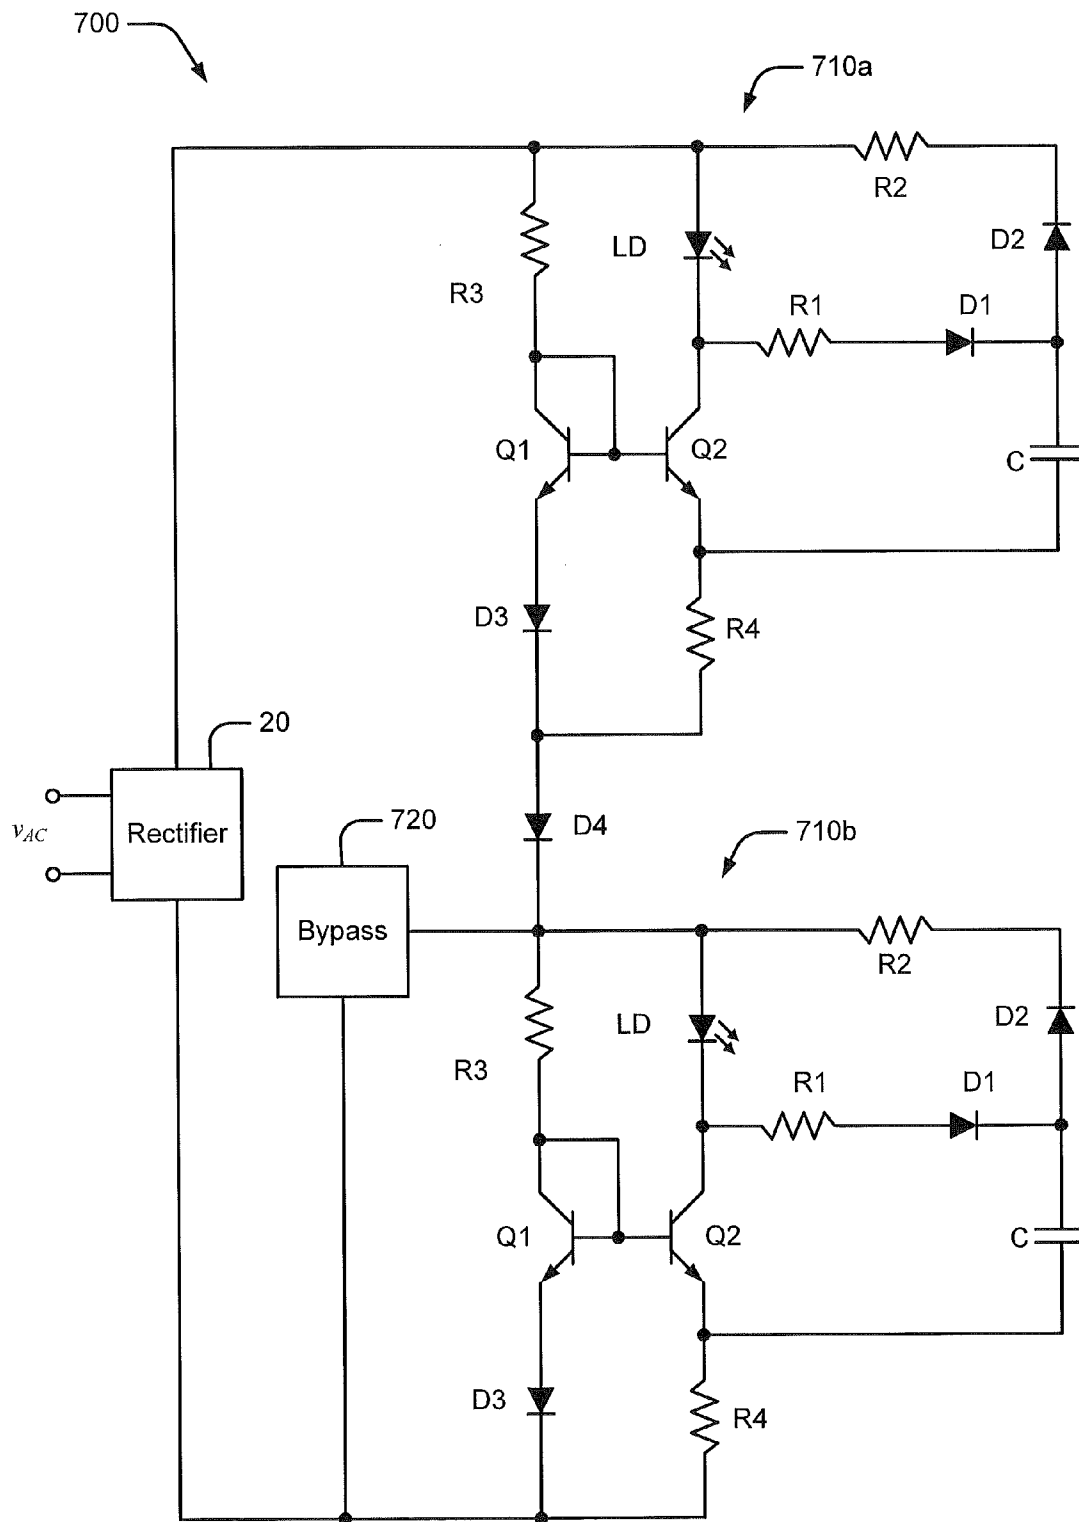 700
710a
R2
D2
LD
R3
R1
D1
Q1
Q2
C
D3
R4
20
v_AC
Rectifier
720
D4
710b
Bypass
R2
D2
LD
R3
R1
D1
Q1
Q2
C
D3
R4